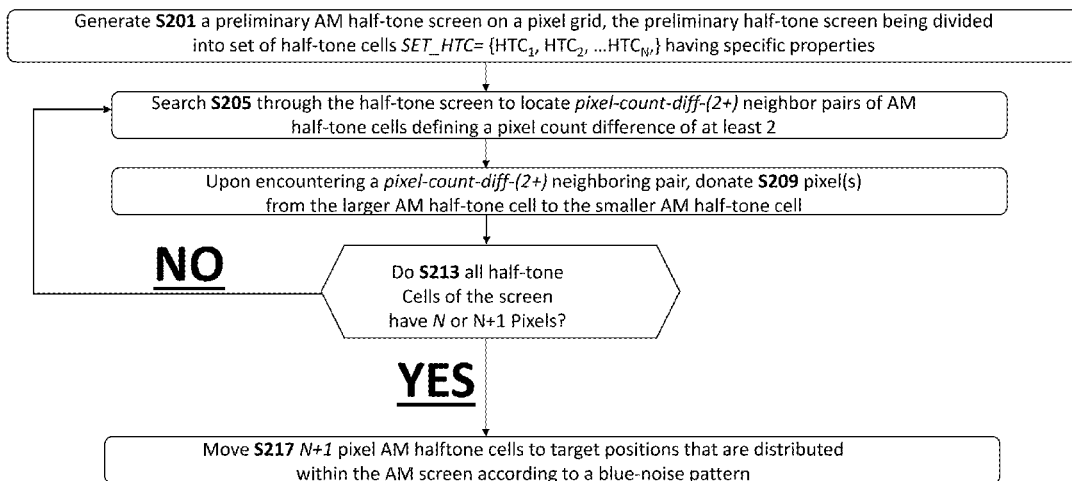 Generate S201 a preliminary AM half-tone screen on a pixel grid, the preliminary half-tone screen being divided
into set of half-tone cells SET_HTC= {HTC1, HTC2, ...HTCN,} having specific properties
Search S205 through the half-tone screen to locate pixel-count-diff-(2+) neighbor pairs of AM
half-tone cells defining a pixel count difference of at least 2
Upon encountering a pixel-count-diff-(2+) neighboring pair, donate S209 pixel(s)
from the larger AM half-tone cell to the smaller AM half-tone cell
NO
Do S213 all half-tone
Cells of the screen
have N or N+1 Pixels?
YES
Move S217 N+1 pixel AM halftone cells to target positions that are distributed
within the AM screen according to a blue-noise pattern